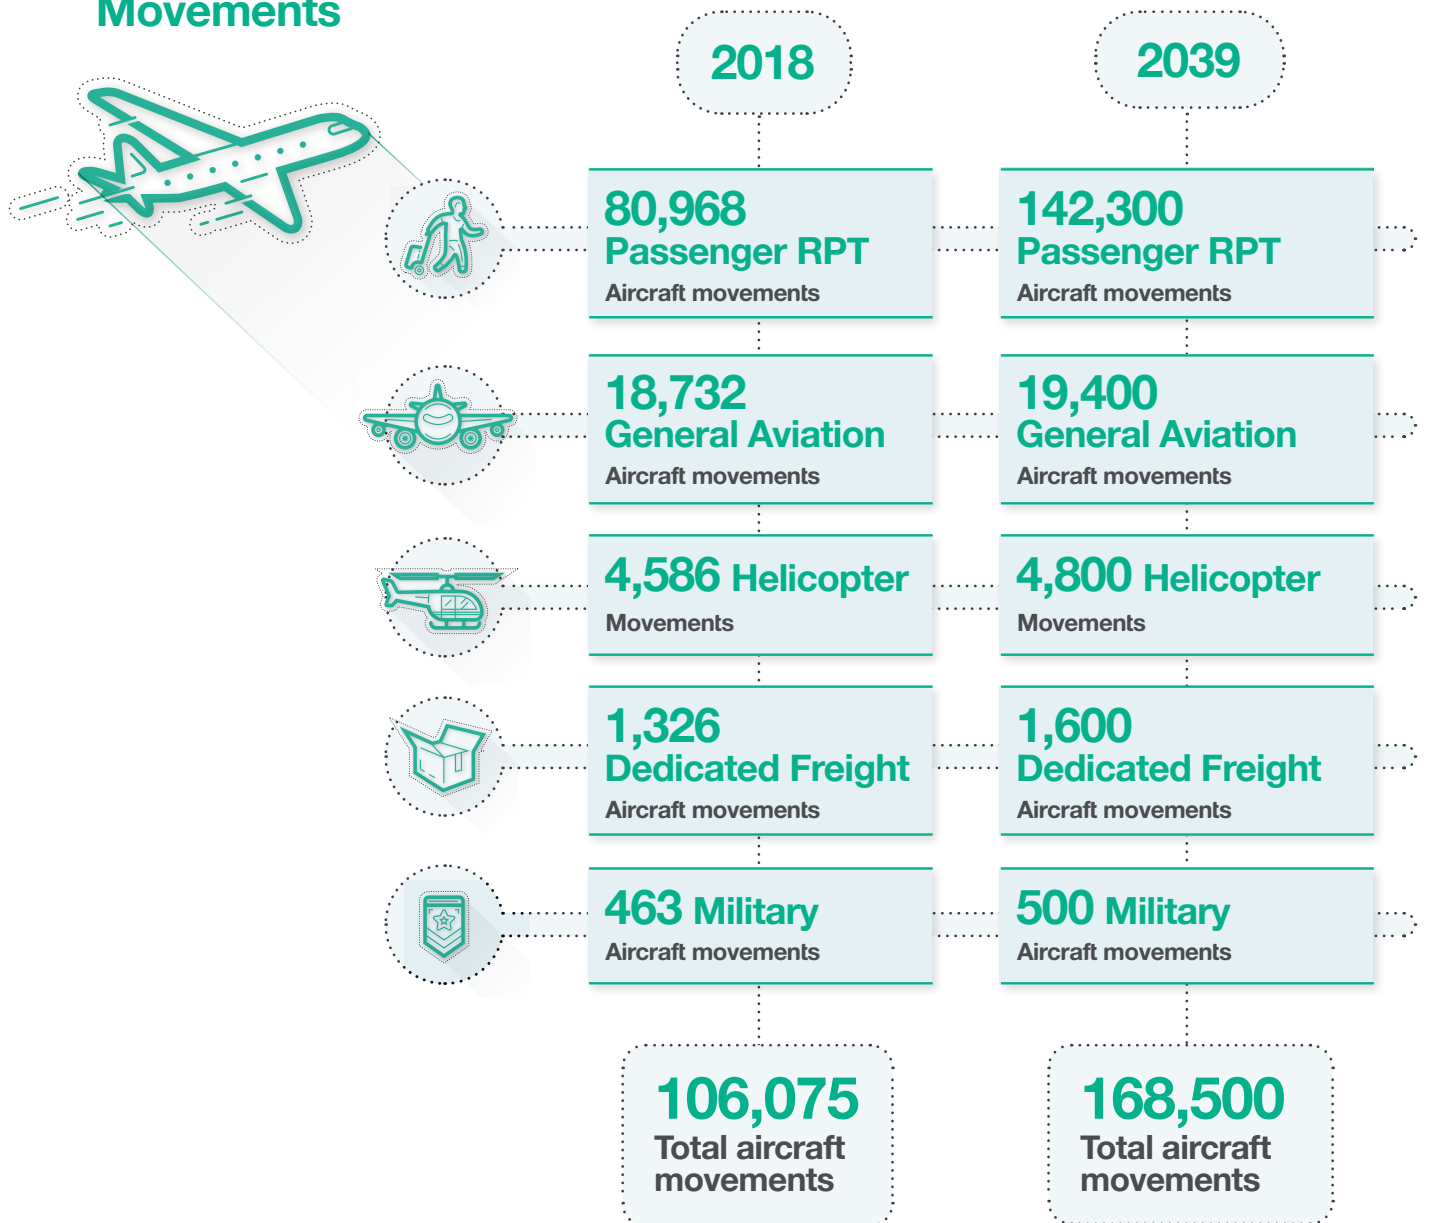 Movements
2018
2039
80,968
Passenger RPT
Aircraft movements
142,300
Passenger RPT
Aircraft movements
18,732
General Aviation
Aircraft movements
19,400
General Aviation
Aircraft movements
4,586 Helicopter
Movements
4,800 Helicopter
Movements
1,326
Dedicated Freight
Aircraft movements
1,600
Dedicated Freight
Aircraft movements
463 Military
Aircraft movements
500 Military
Aircraft movements
106,075
Total aircraft
movements
168,500
Total aircraft
movements